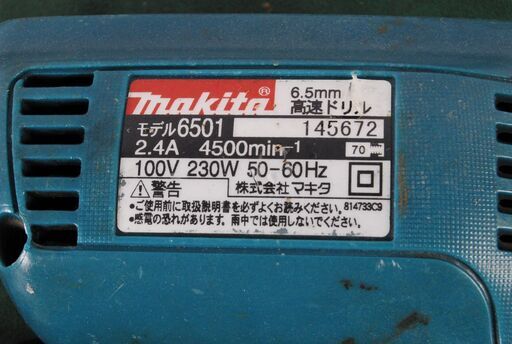 makita® 6.5mm
高速ドリル
モデル6501 145672
2.4A 4500min-1 70
100V 230W 50-60Hz
⚠警告 株式会社マキタ
•ご使用前に取扱説明書を必ずよくお読みください。
•感電の恐れがあります。雨中では使用しないでください。 814733C9